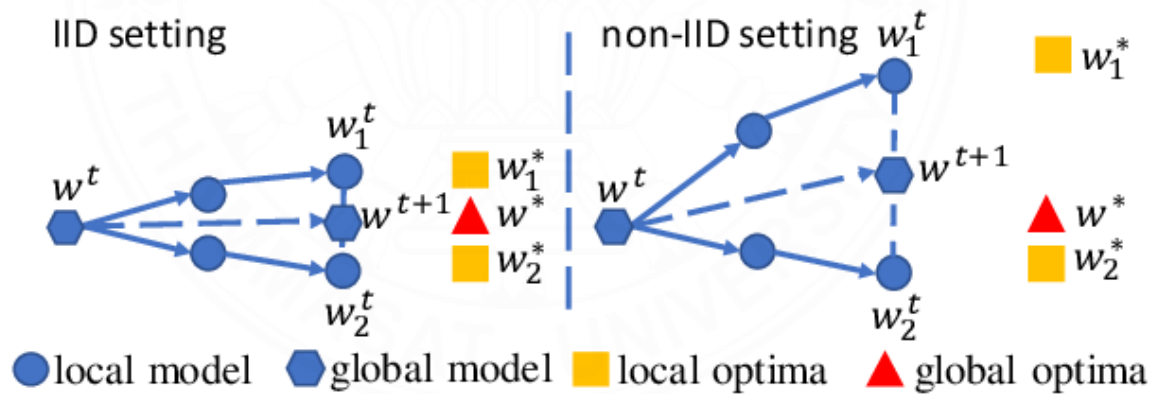 IID setting
w^t
w_1^t
w^{t+1}
w_2^t
w_1^*
w^*
w_2^*
non-IID setting
w^t
w_1^t
w^{t+1}
w_2^t
w_1^*
w^*
w_2^*
local model global model local optima global optima